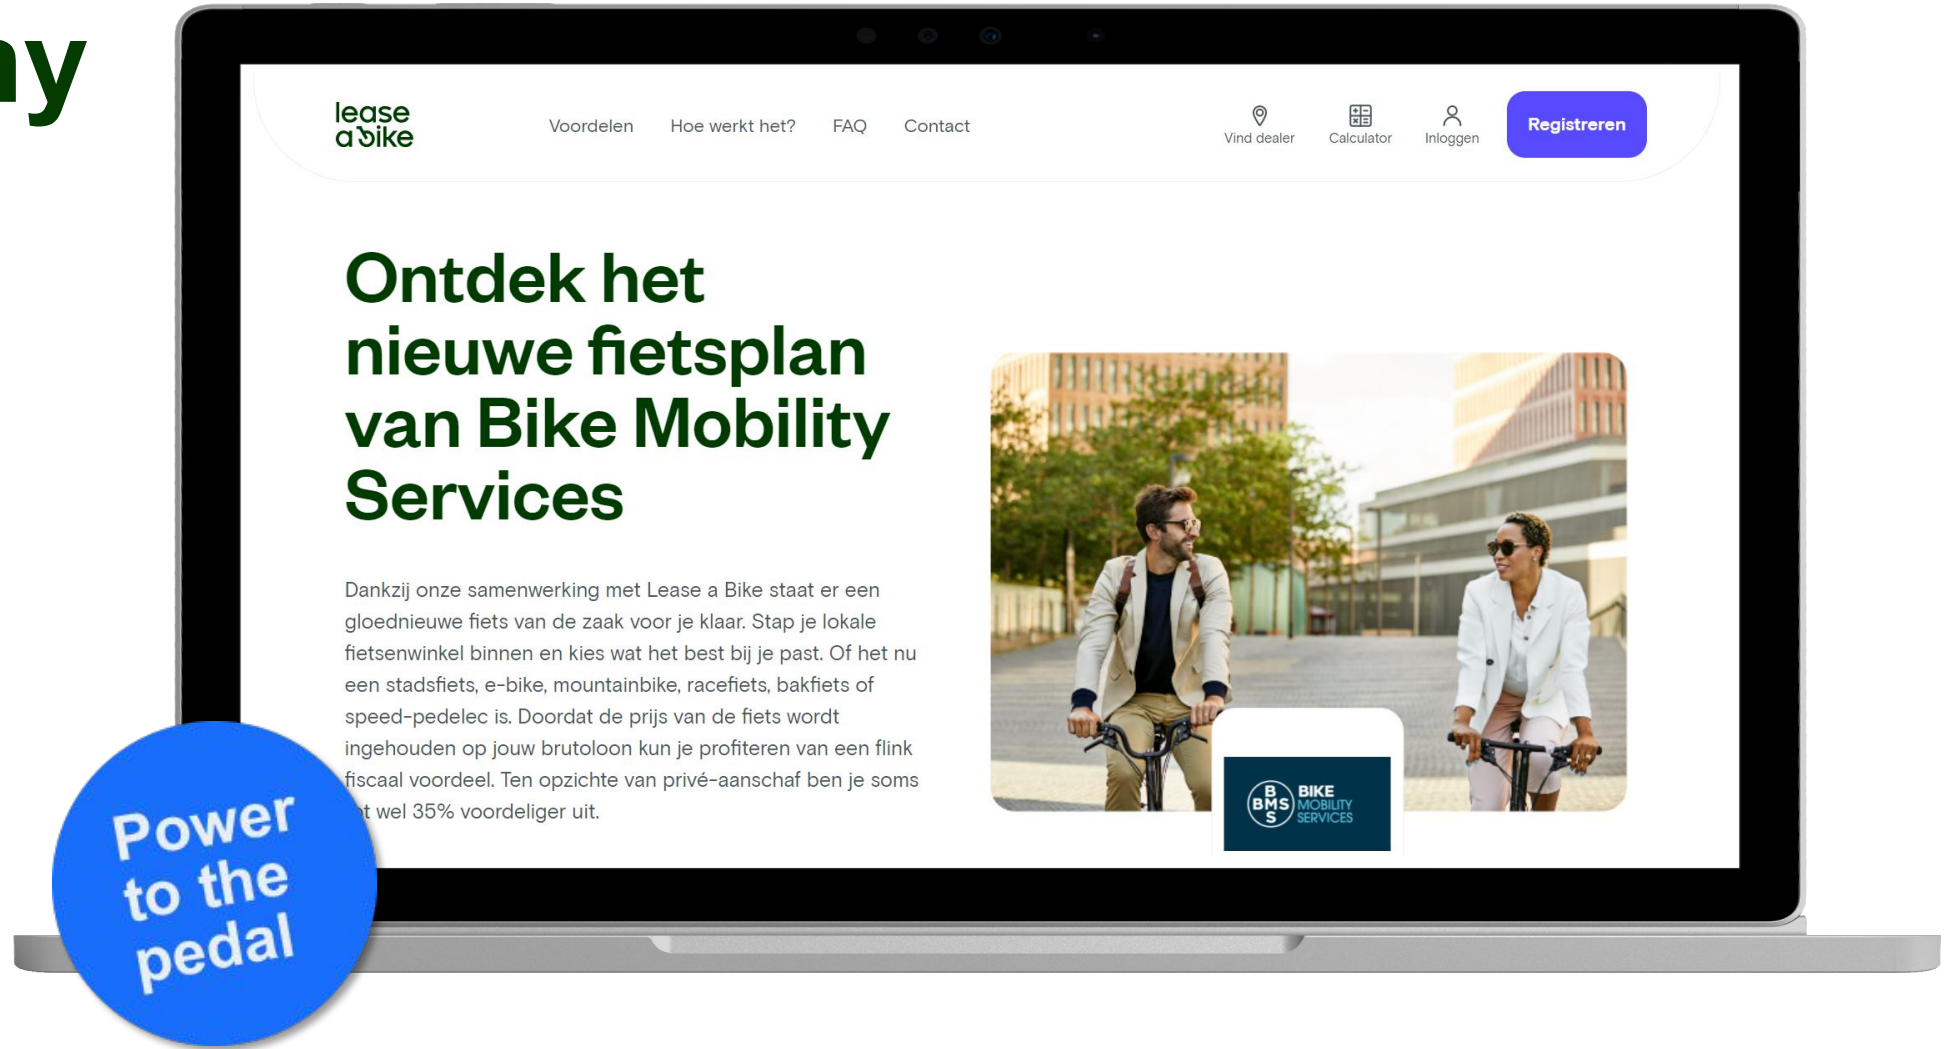 lease
a bike
Voordelen Hoe werkt het? FAQ Contact
Vind dealer Calculator Inloggen Registreren
Ontdek het
nieuwe fietsplan
van Bike Mobility
Services
Dankzij onze samenwerking met Lease a Bike staat er een
gloednieuwe fiets van de zaak voor je klaar. Stap je lokale
fietsenwinkel binnen en kies wat het best bij je past. Of het nu
een stadsfiets, e-bike, mountainbike, racefiets, bakfiets of
speed-pedelec is. Doordat de prijs van de fiets wordt
ingehouden op jouw brutoloon kun je profiteren van een flink
fiscaal voordeel. Ten opzichte van privé-aanschaf ben je soms
wel 35% voordeliger uit.
B
BMS
S
BIKE
MOBILITY
SERVICES
Power
to the
pedal